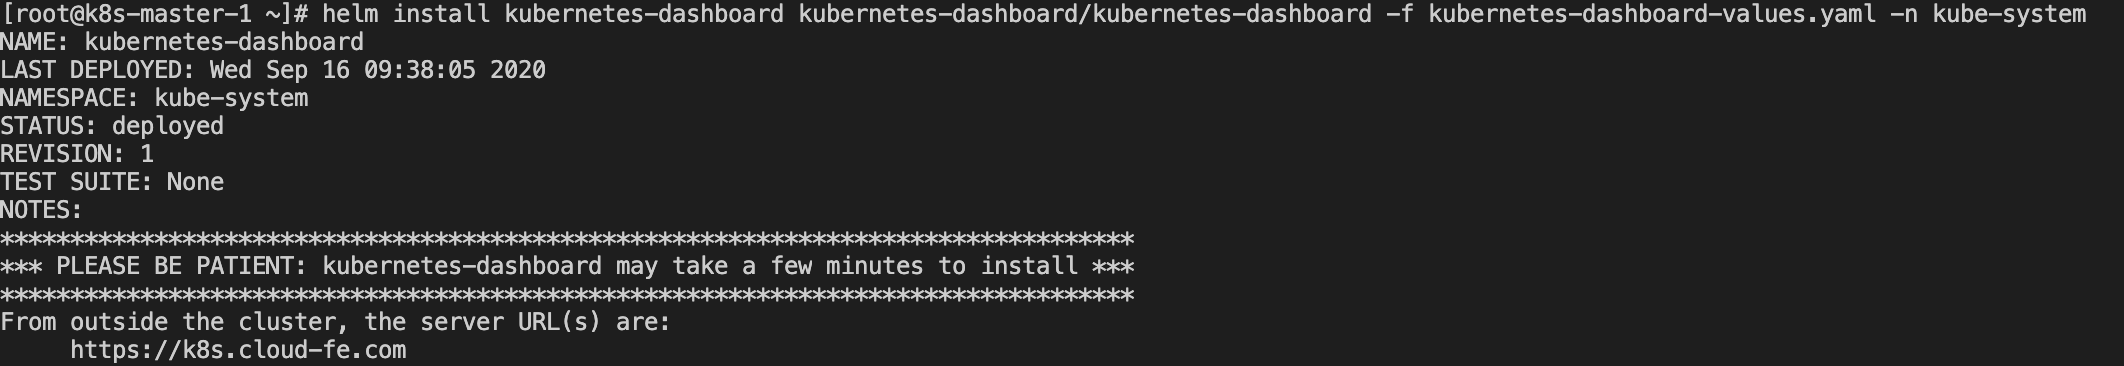 [root@k8s-master-1 ~]# helm install kubernetes-dashboard kubernetes-dashboard/kubernetes-dashboard -f kubernetes-dashboard-values.yaml -n kube-system
NAME: kubernetes-dashboard
LAST DEPLOYED: Wed Sep 16 09:38:05 2020
NAMESPACE: kube-system
STATUS: deployed
REVISION: 1
TEST SUITE: None
NOTES:
*********************************************************************************
*** PLEASE BE PATIENT: kubernetes-dashboard may take a few minutes to install ***
*********************************************************************************
From outside the cluster, the server URL(s) are:
     https://k8s.cloud-fe.com